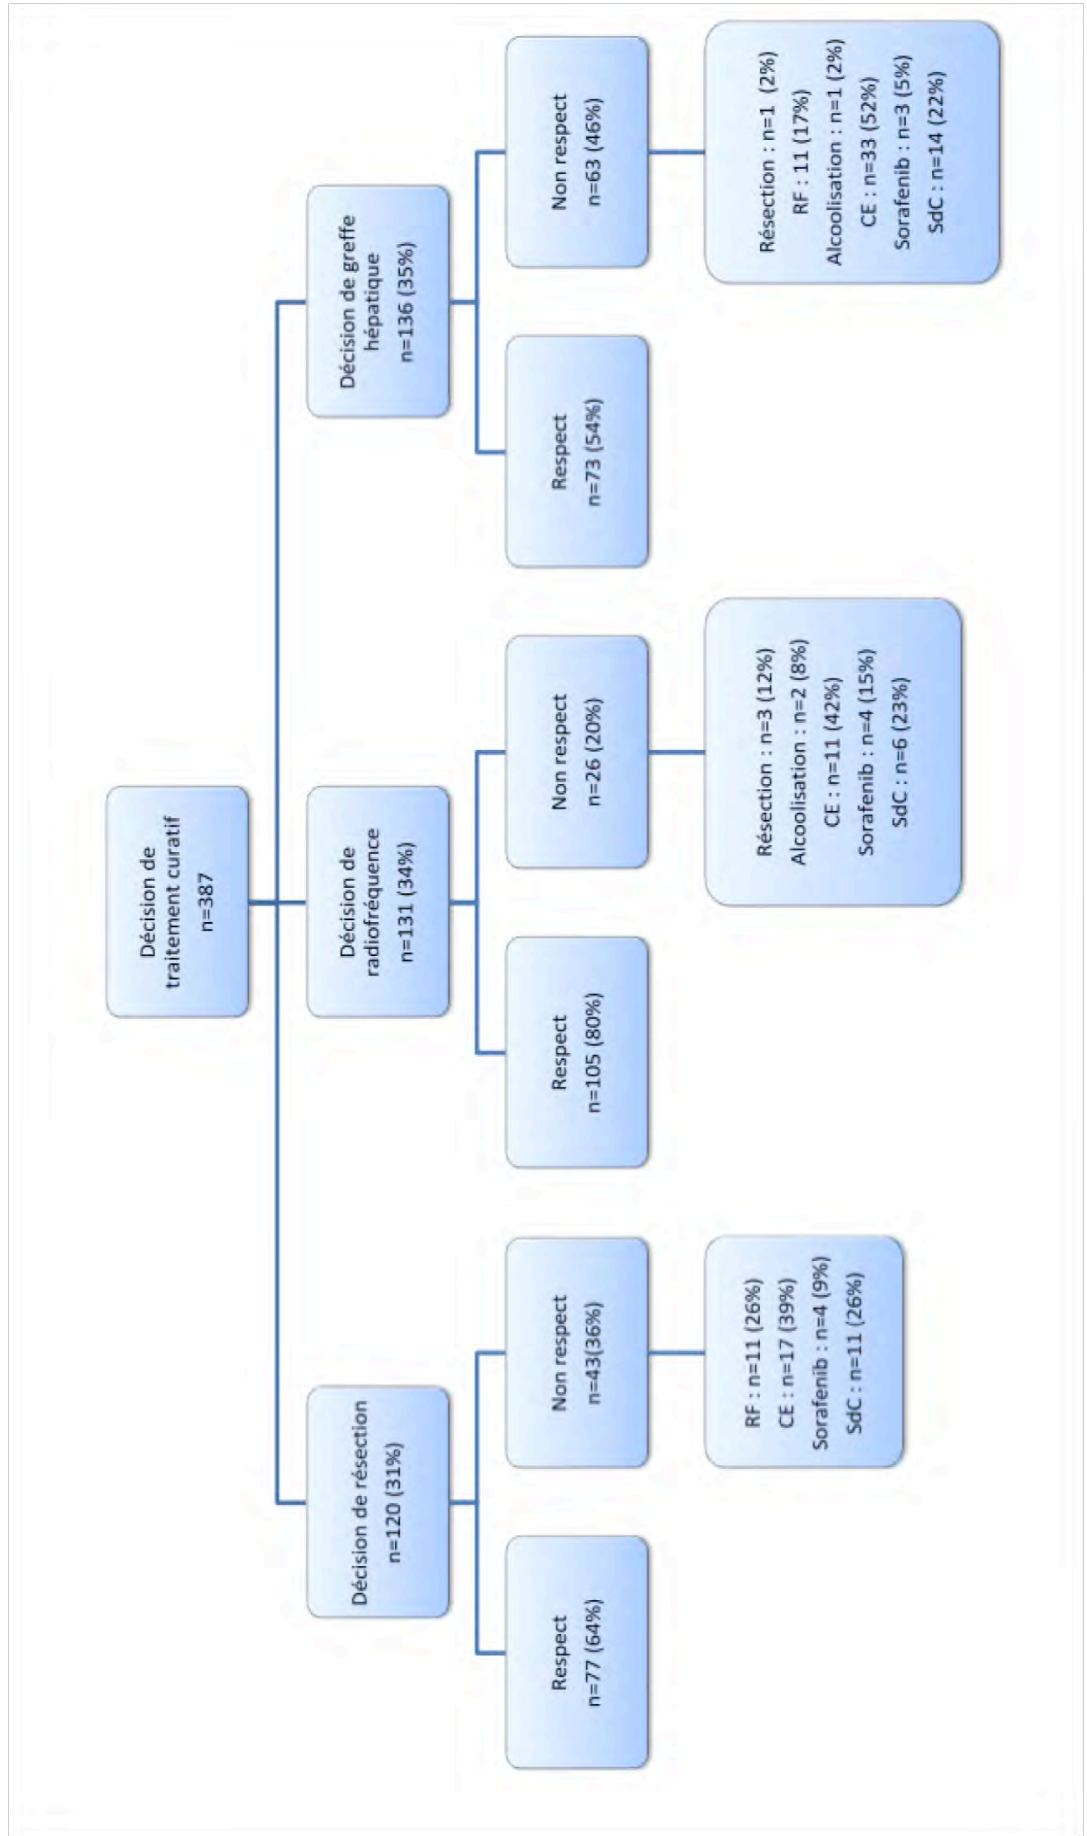 Décision de
traitement curatif
n=387
Décision de résection
n=120 (31%)
Décision de
radiofréquence
n=131 (34%)
Décision de greffe
hépatique
n=136 (35%)
Respect
n=77 (64%)
Non respect
n=43(36%)
Respect
n=105 (80%)
Non respect
n=26 (20%)
Respect
n=73 (54%)
Non respect
n=63 (46%)
RF : n=11 (26%)
CE : n=17 (39%)
Sorafenib : n=4 (9%)
SdC : n=11 (26%)
Résection : n=3 (12%)
Alcoolisation : n=2 (8%)
CE : n=11 (42%)
Sorafenib : n=4 (15%)
SdC : n=6 (23%)
Résection : n=1  (2%)
RF : 11 (17%)
Alcoolisation : n=1 (2%)
CE : n=33 (52%)
Sorafenib : n=3 (5%)
SdC : n=14 (22%)